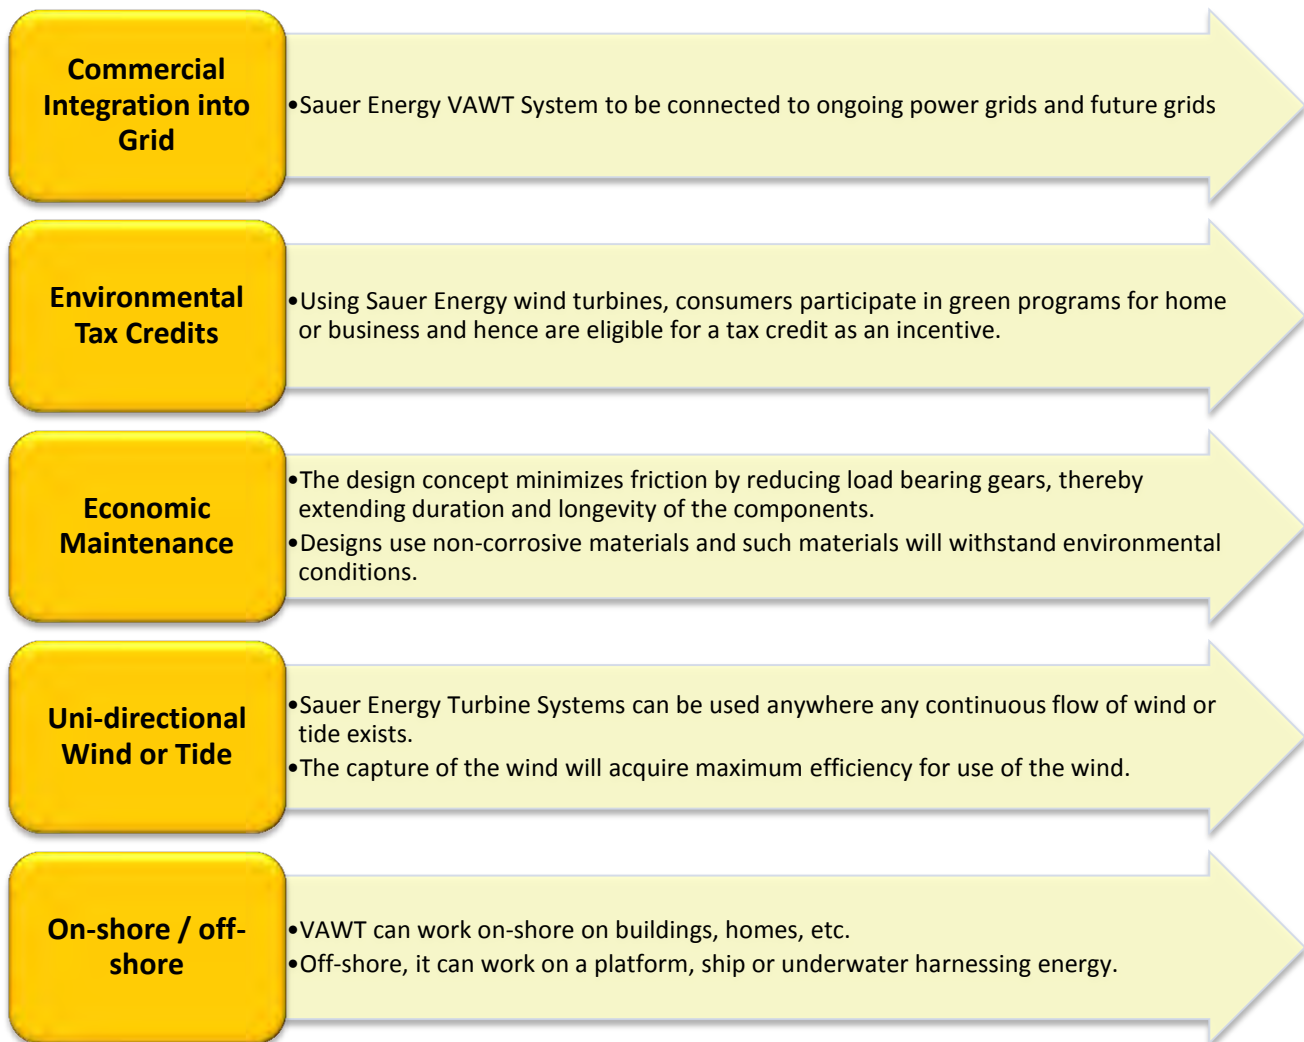 Commercial
Integration into
Grid
•Sauer Energy VAWT System to be connected to ongoing power grids and future grids
Environmental
Tax Credits
•Using Sauer Energy wind turbines, consumers participate in green programs for home
or business and hence are eligible for a tax credit as an incentive.
Economic
Maintenance
•The design concept minimizes friction by reducing load bearing gears, thereby
extending duration and longevity of the components.
•Designs use non-corrosive materials and such materials will withstand environmental
conditions.
Uni-directional
Wind or Tide
•Sauer Energy Turbine Systems can be used anywhere any continuous flow of wind or
tide exists.
•The capture of the wind will acquire maximum efficiency for use of the wind.
On-shore / off-
shore
•VAWT can work on-shore on buildings, homes, etc.
•Off-shore, it can work on a platform, ship or underwater harnessing energy.